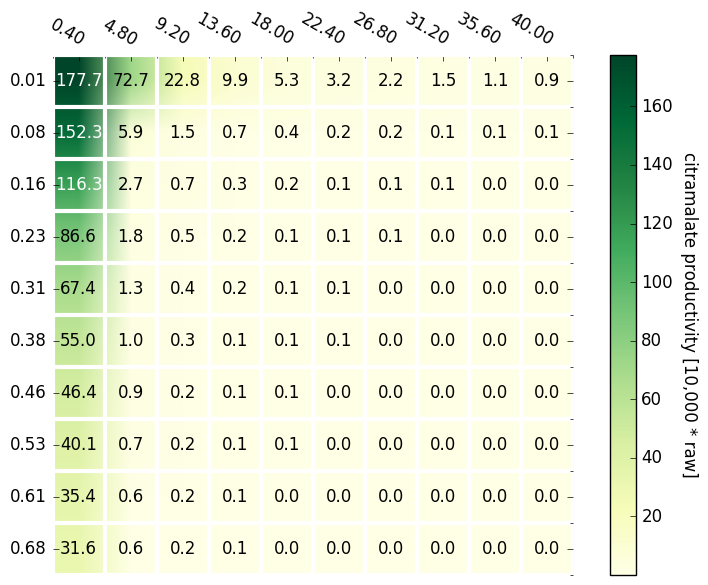 0.40 4.80 9.20 13.60 18.00 22.40 26.80 31.20 35.60 40.00
0.01 177.7 72.7 22.8 9.9 5.3 3.2 2.2 1.5 1.1 0.9
0.08 152.3 5.9 1.5 0.7 0.4 0.2 0.2 0.1 0.1 0.1
0.16 116.3 2.7 0.7 0.3 0.2 0.1 0.1 0.1 0.0 0.0
0.23 86.6 1.8 0.5 0.2 0.1 0.1 0.1 0.0 0.0 0.0
0.31 67.4 1.3 0.4 0.2 0.1 0.1 0.0 0.0 0.0 0.0
0.38 55.0 1.0 0.3 0.1 0.1 0.1 0.0 0.0 0.0 0.0
0.46 46.4 0.9 0.2 0.1 0.1 0.0 0.0 0.0 0.0 0.0
0.53 40.1 0.7 0.2 0.1 0.1 0.0 0.0 0.0 0.0 0.0
0.61 35.4 0.6 0.2 0.1 0.0 0.0 0.0 0.0 0.0 0.0
0.68 31.6 0.6 0.2 0.1 0.0 0.0 0.0 0.0 0.0 0.0
160
140
120
100
80
60
40
20
citramalate productivity [10,000 * raw]